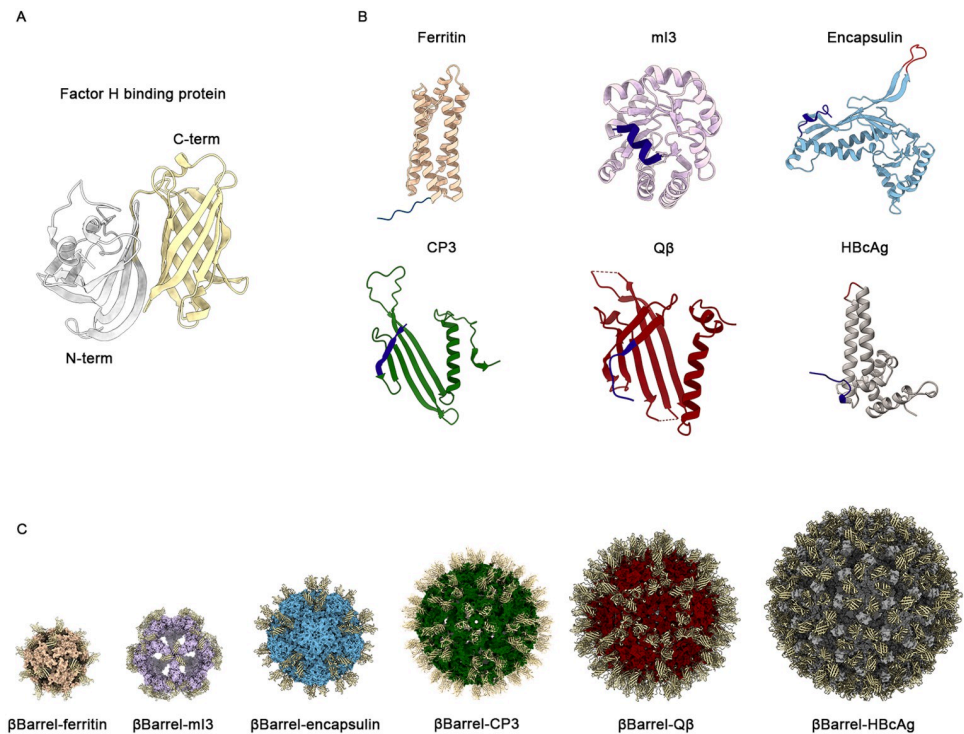 A
B
Ferritin
mI3
Encapsulin
Factor H binding protein
C-term
N-term
CP3
Qβ
HBcAg
C
βBarrel-ferritin
βBarrel-mI3
βBarrel-encapsulin
βBarrel-CP3
βBarrel-Qβ
βBarrel-HBcAg